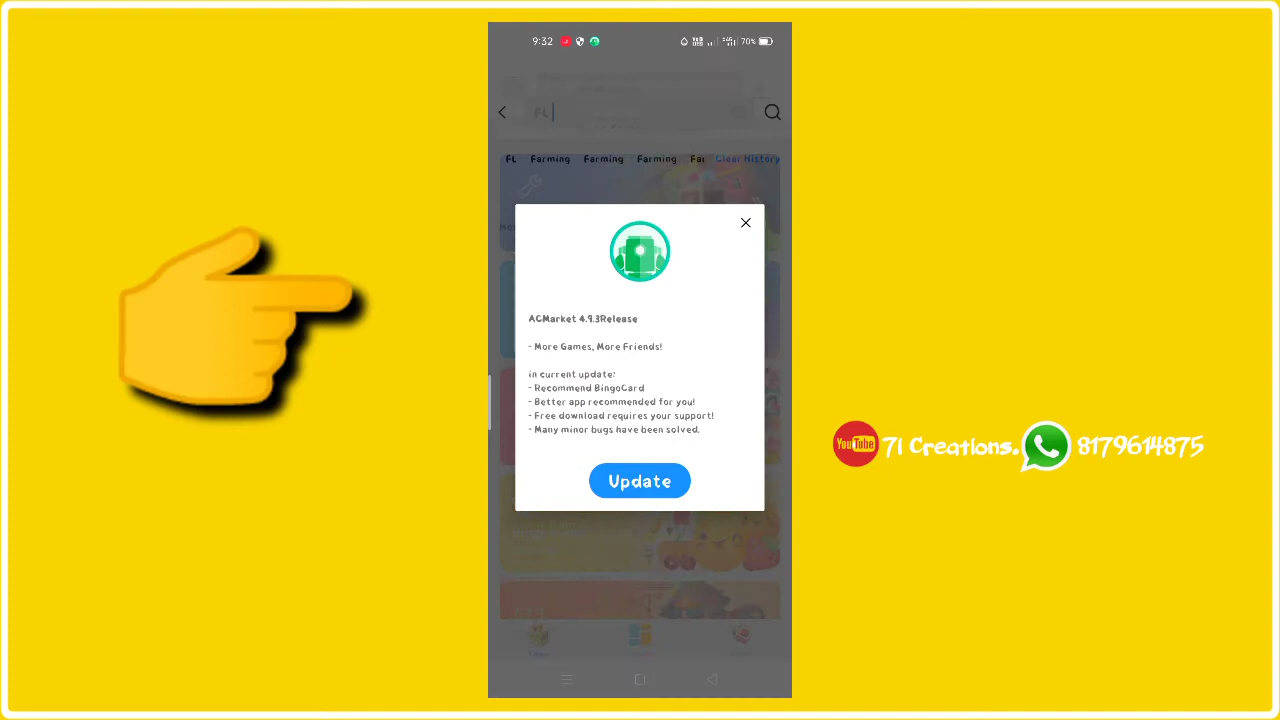 9:32
70%
FL
FL Farming Farming Farming Far Clear History
ACMarket 4.9.3Release
- More Games, More Friends!
in current update:
- Recommend BingoCard
- Better app recommended for you!
- Free download requires your support!
- Many minor bugs have been solved.
Update
YouTube 71 Creations. 8179614875